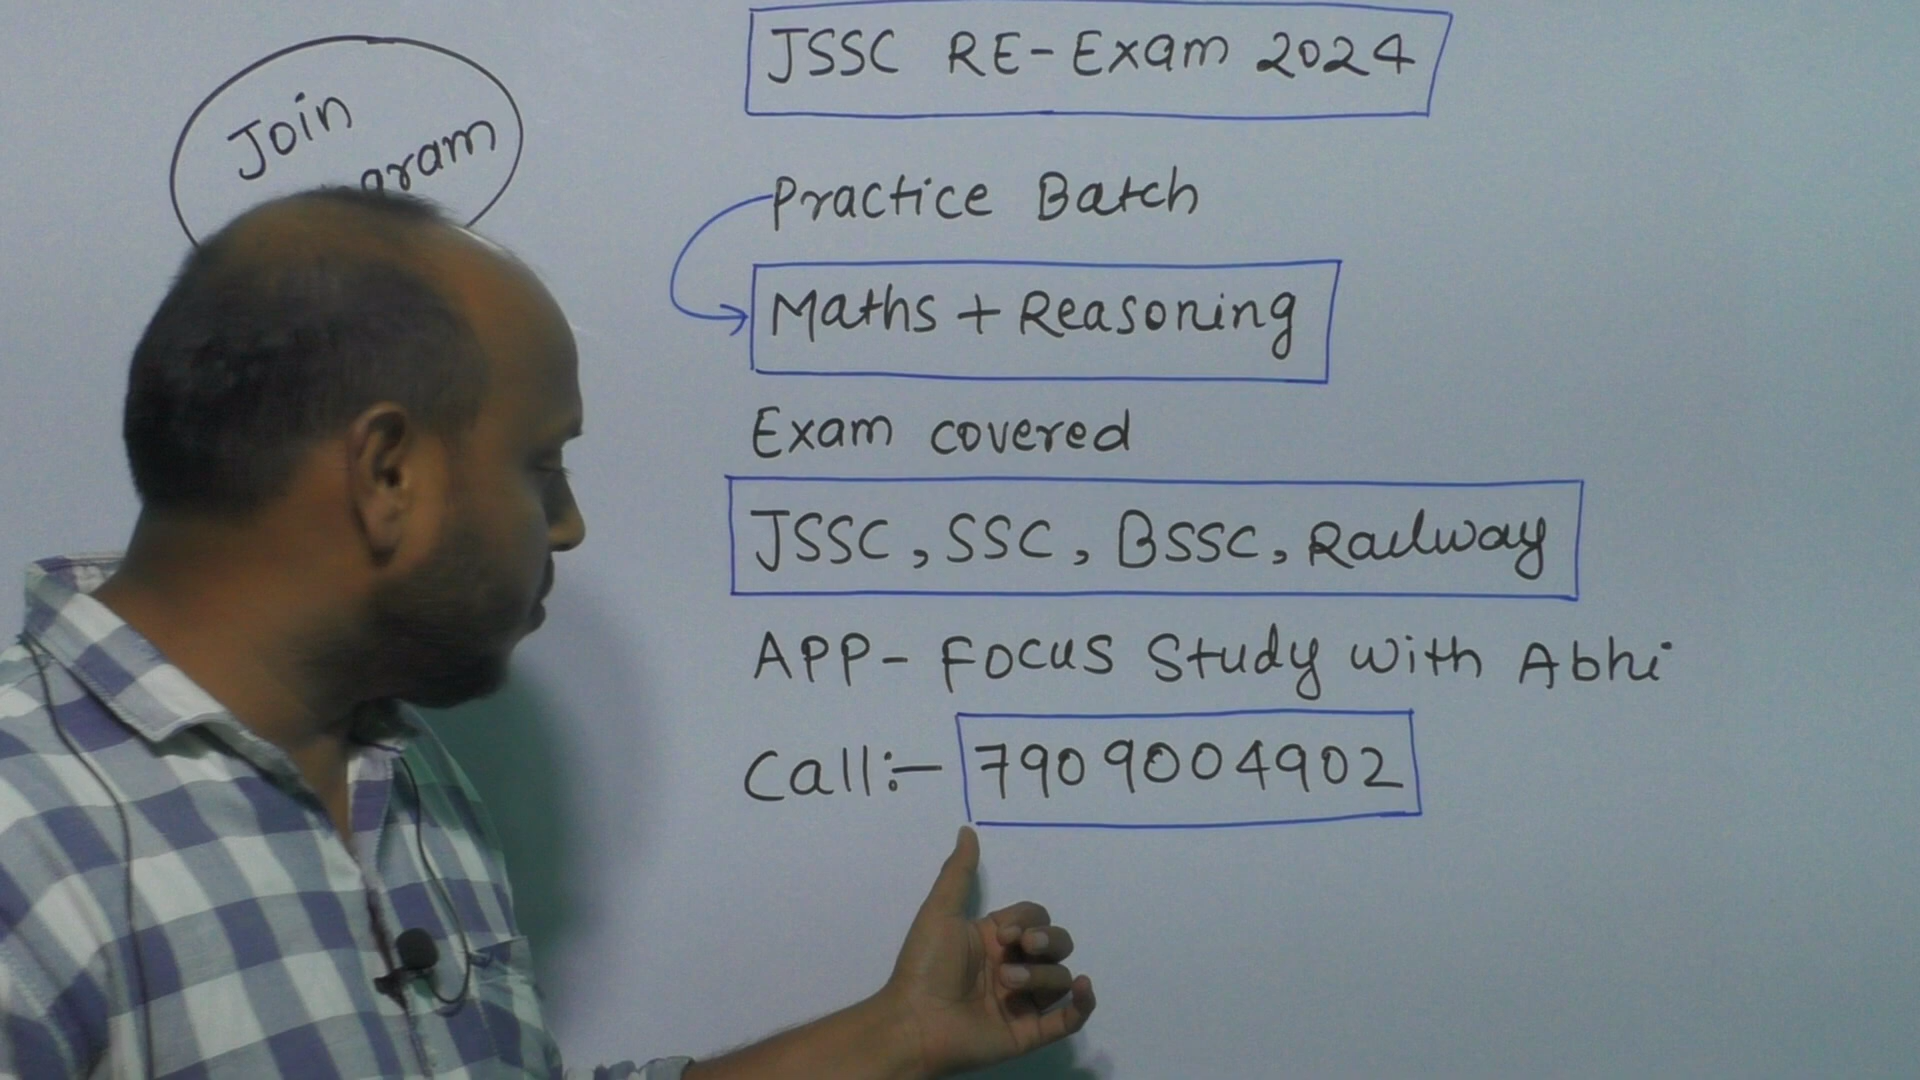 Join
JSSC RE-Exam 2024
Practice Batch
Maths + Reasoning
Exam covered
JSSC, SSC, BSSC, Railway
APP- Focus Study with Abhi
Call:- 7909004902